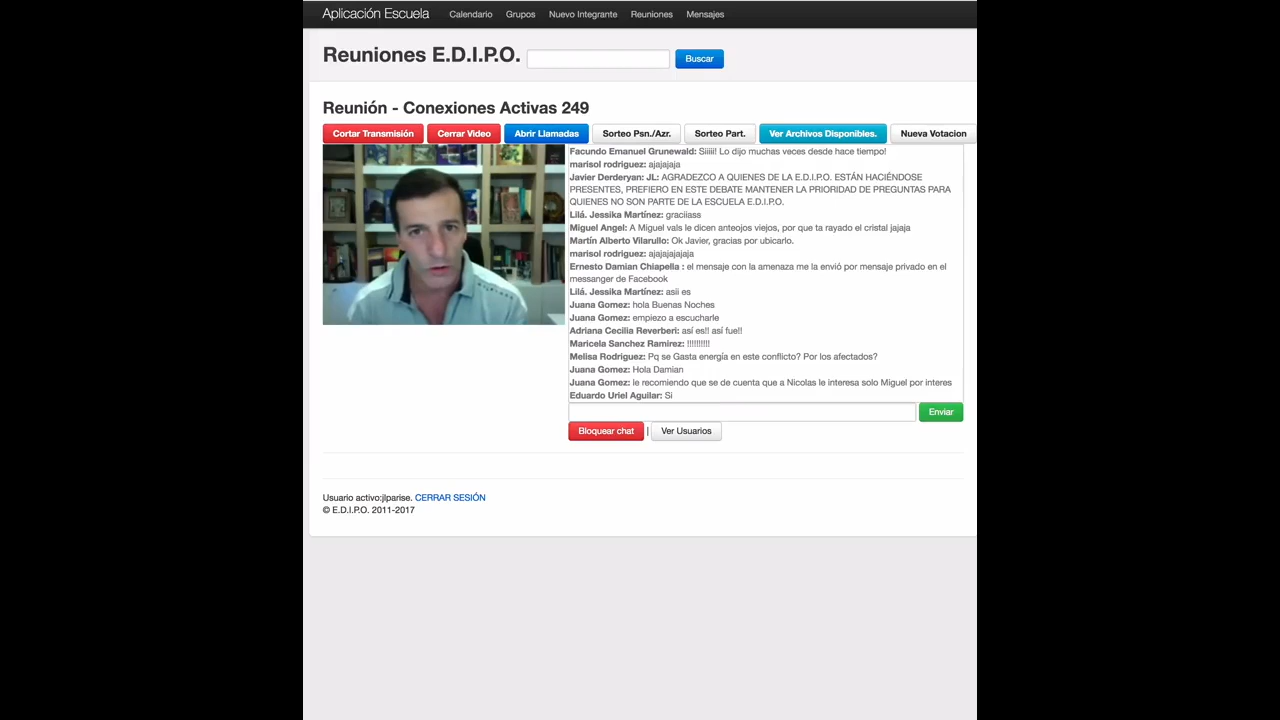 Aplicación Escuela Calendario Grupos Nuevo Integrante Reuniones Mensajes
Reuniones E.D.I.P.O. Buscar
Reunión - Conexiones Activas 249
Cortar Transmisión Cerrar Video Abrir Llamadas Sorteo Psn./Azr. Sorteo Part. Ver Archivos Disponibles. Nueva Votacion
Facundo Emanuel Grunewald: Siiiii! Lo dijo muchas veces desde hace tiempo!
marisol rodriguez: ajajajaja
Javier Derderyan: JL: AGRADEZCO A QUIENES DE LA E.D.I.P.O. ESTÁN HACIÉNDOSE
PRESENTES, PREFIERO EN ESTE DEBATE MANTENER LA PRIORIDAD DE PREGUNTAS PARA
QUIENES NO SON PARTE DE LA ESCUELA E.D.I.P.O.
Lilá. Jessika Martínez: graciiass
Miguel Angel: A Miguel vals le dicen anteojos viejos, por que ta rayado el cristal jajaja
Martín Alberto Vilarullo: Ok Javier, gracias por ubicarlo.
marisol rodriguez: ajajajajajaja
Ernesto Damian Chiapella : el mensaje con la amenaza me la envió por mensaje privado en el
messanger de Facebook
Lilá. Jessika Martínez: asii es
Juana Gomez: hola Buenas Noches
Juana Gomez: empiezo a escucharle
Adriana Cecilia Reverberi: así es!! así fue!!
Maricela Sanchez Ramirez: !!!!!!!!!!
Melisa Rodriguez: Pq se Gasta energía en este conflicto? Por los afectados?
Juana Gomez: Hola Damian
Juana Gomez: le recomiendo que se de cuenta que a Nicolas le interesa solo Miguel por interes
Eduardo Uriel Aguilar: Si
Enviar
Bloquear chat | Ver Usuarios
Usuario activo:jlparise. CERRAR SESIÓN
© E.D.I.P.O. 2011-2017